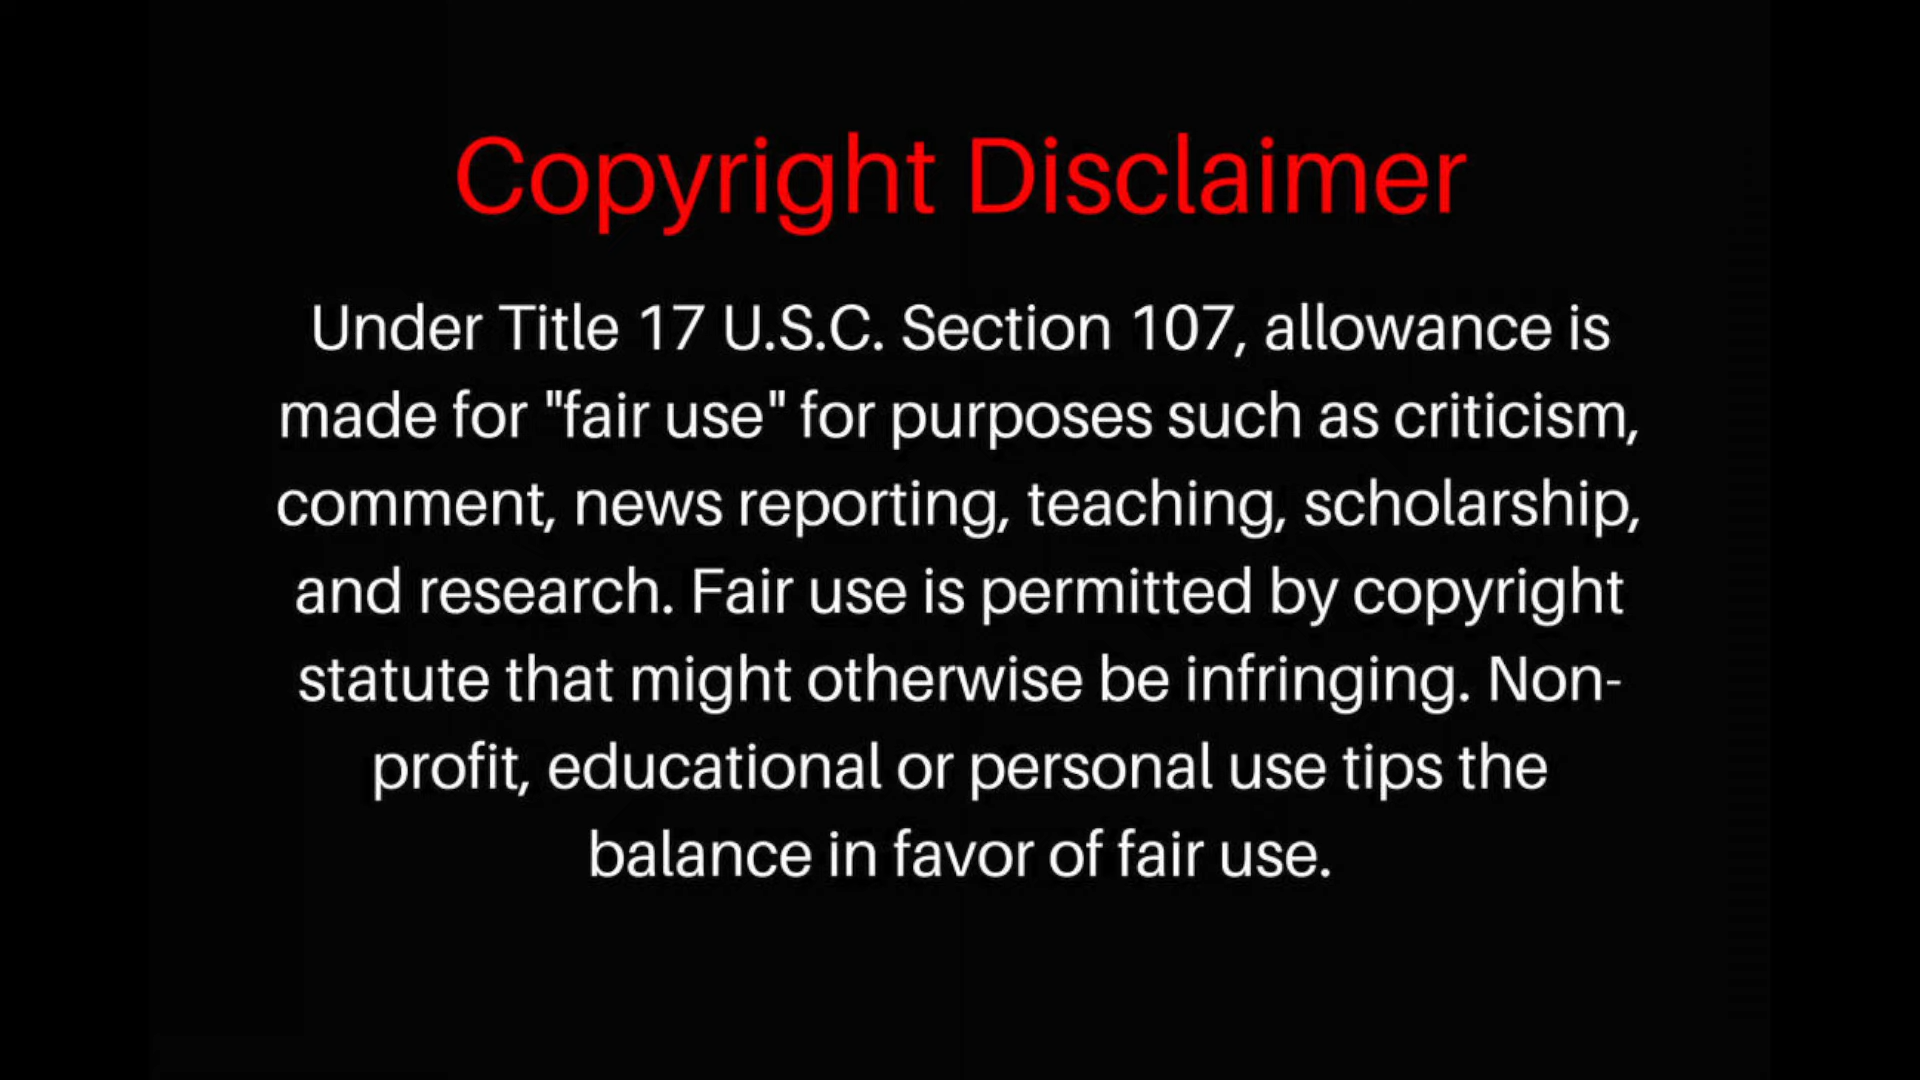 Copyright Disclaimer
Under Title 17 U.S.C. Section 107, allowance is
made for "fair use" for purposes such as criticism,
comment, news reporting, teaching, scholarship,
and research. Fair use is permitted by copyright
statute that might otherwise be infringing. Non-
profit, educational or personal use tips the
balance in favor of fair use.